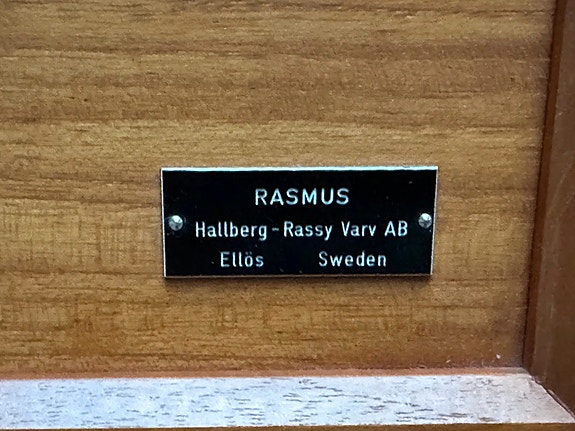 RASMUS
Hallberg-Rassy Varv AB
Ellös Sweden